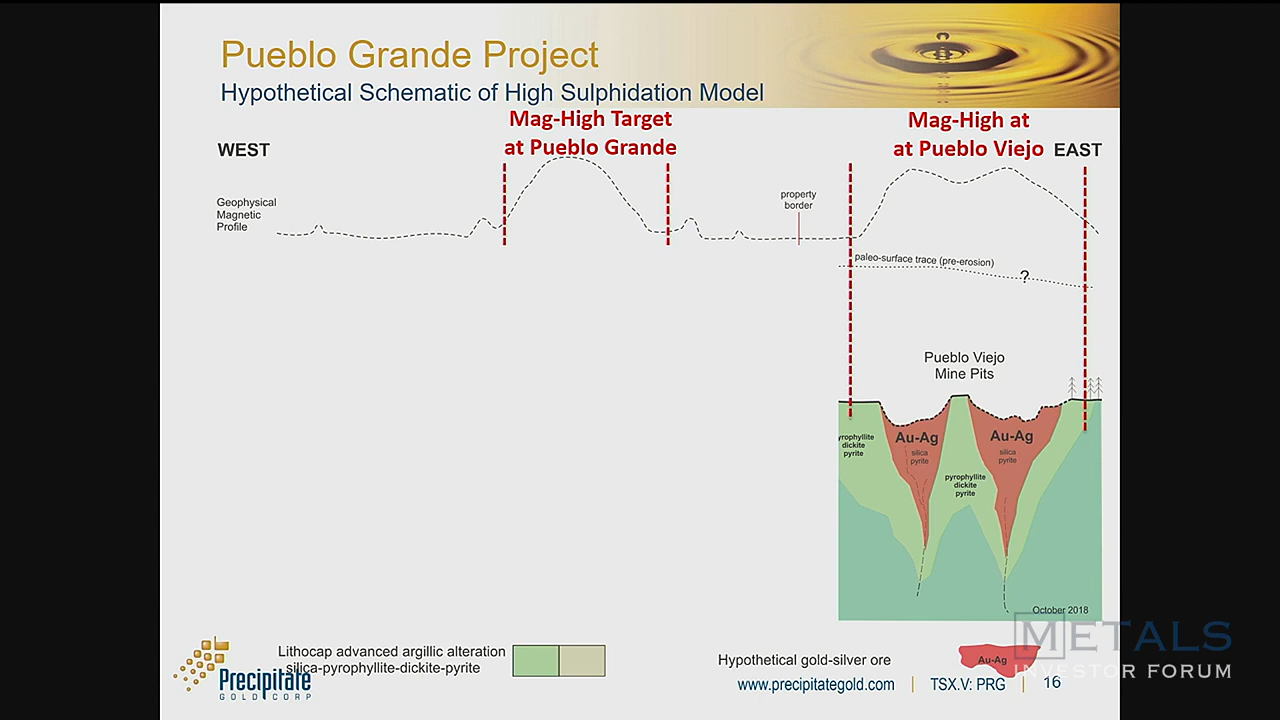 Pueblo Grande Project
Hypothetical Schematic of High Sulphidation Model
Mag-High Target
at Pueblo Grande
Mag-High at
at Pueblo Viejo
WEST
EAST
Geophysical
Magnetic
Profile
property
border
paleo-surface trace (pre-erosion)
?
Pueblo Viejo
Mine Pits
yrophyllite
dickite
pyrite
Au-Ag
silica
pyrite
pyrophyllite
dickite
pyrite
Au-Ag
silica
pyrite
October 2018
METALS
INVESTOR FORUM
Precipitate
GOLD CORP
Lithocap advanced argillic alteration
silica-pyrophyllite-dickite-pyrite
Hypothetical gold-silver ore
Au-Ag
www.precipitategold.com | TSX.V: PRG | 16